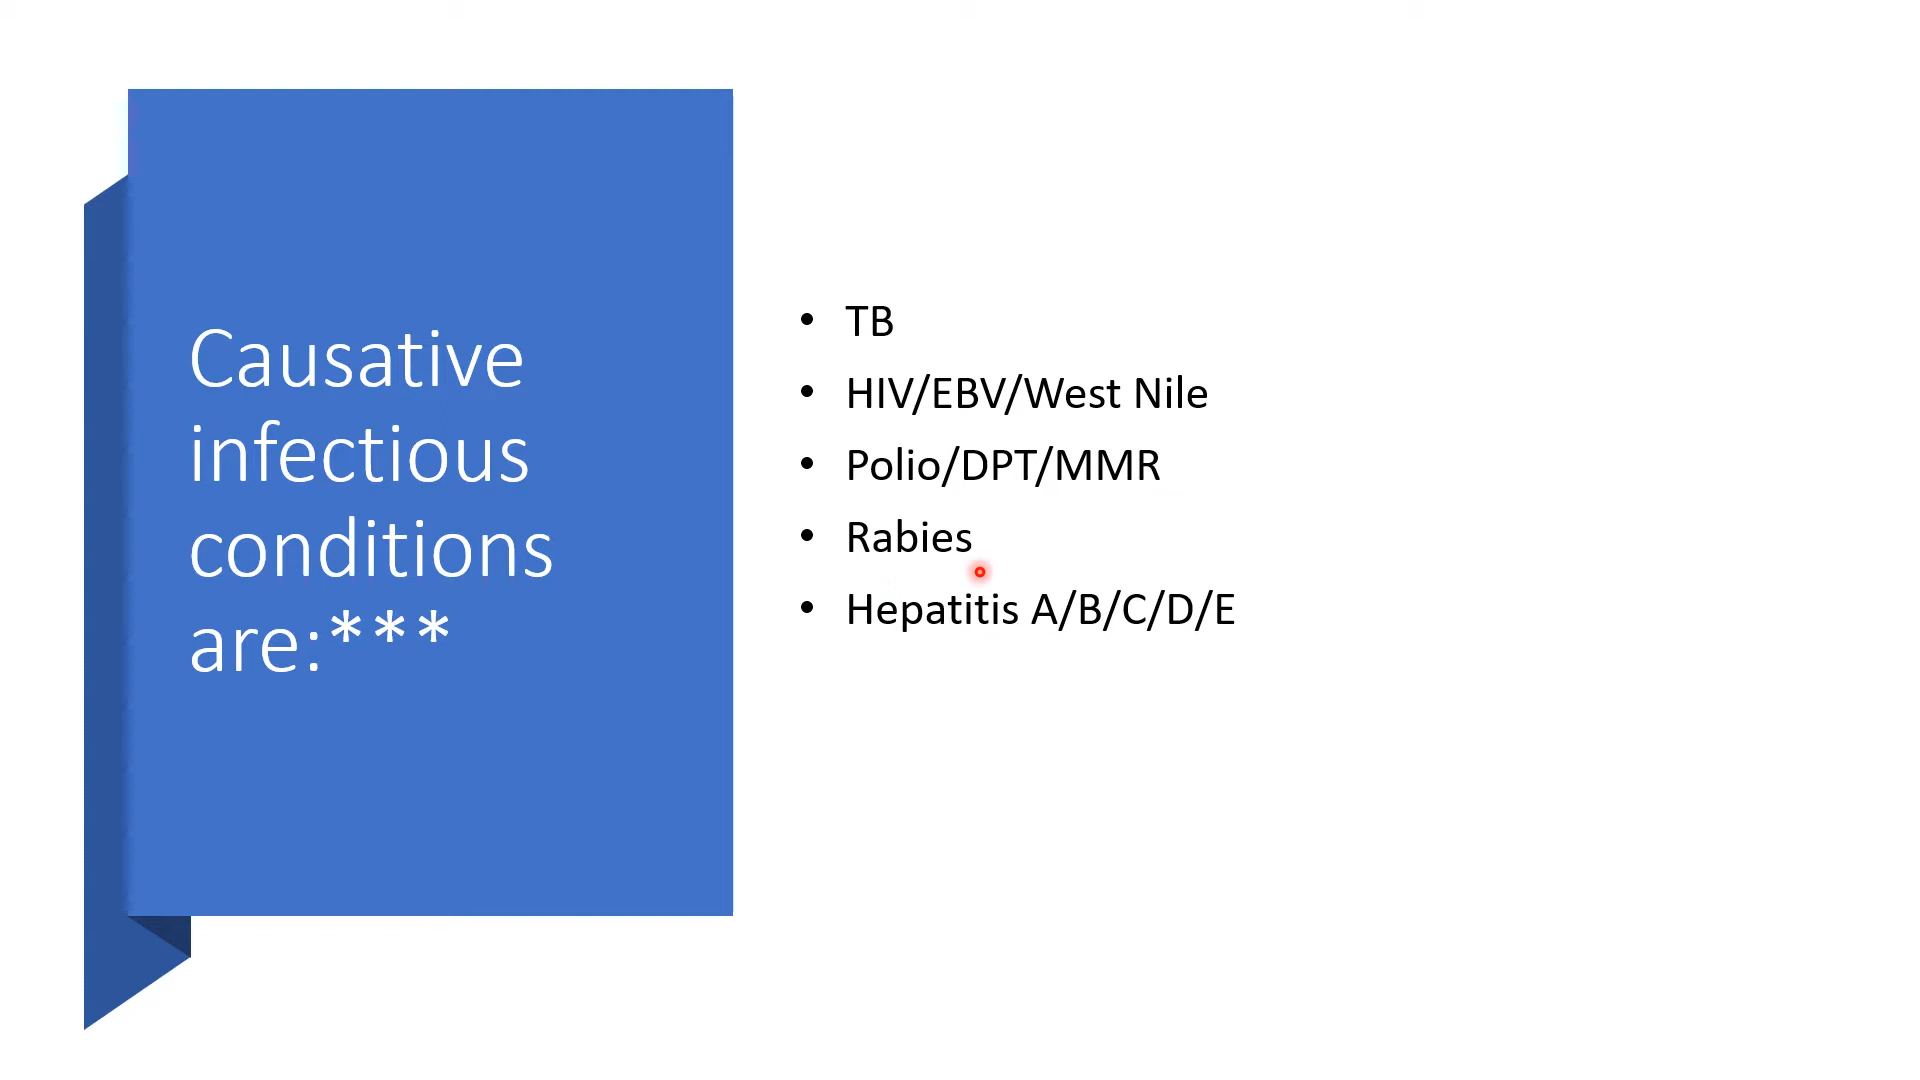 Causative
infectious
conditions
are:***
• TB
• HIV/EBV/West Nile
• Polio/DPT/MMR
• Rabies
• Hepatitis A/B/C/D/E